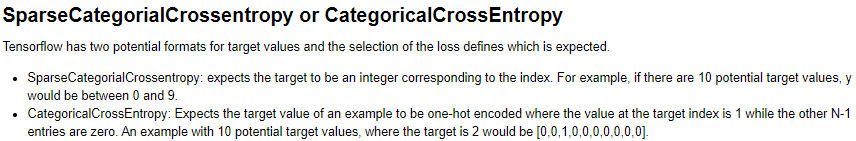 SparseCategorialCrossentropy or CategoricalCrossEntropy
Tensorflow has two potential formats for target values and the selection of the loss defines which is expected.
• SparseCategorialCrossentropy: expects the target to be an integer corresponding to the index. For example, if there are 10 potential target values, y
would be between 0 and 9.
• CategoricalCrossEntropy: Expects the target value of an example to be one-hot encoded where the value at the target index is 1 while the other N-1
entries are zero. An example with 10 potential target values, where the target is 2 would be [0,0,1,0,0,0,0,0,0,0].